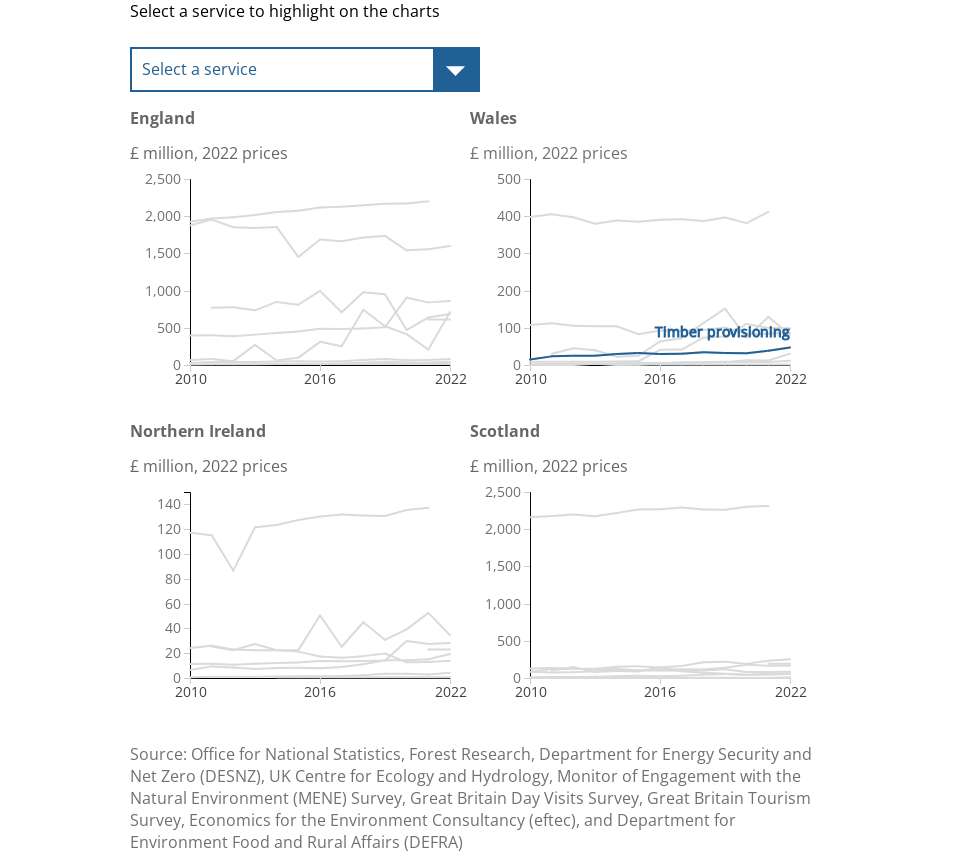 Select a service to highlight on the charts
Select a service
England
£ million, 2022 prices
2,500
2,000
1,500
1,000
500
0
2010
2016
2022
Wales
£ million, 2022 prices
500
400
300
200
100
0
Timber provisioning
2010
2016
2022
Northern Ireland
£ million, 2022 prices
140
120
100
80
60
40
20
0
2010
2016
2022
Scotland
£ million, 2022 prices
2,500
2,000
1,500
1,000
500
0
2010
2016
2022
Source: Office for National Statistics, Forest Research, Department for Energy Security and
Net Zero (DESNZ), UK Centre for Ecology and Hydrology, Monitor of Engagement with the
Natural Environment (MENE) Survey, Great Britain Day Visits Survey, Great Britain Tourism
Survey, Economics for the Environment Consultancy (eftec), and Department for
Environment Food and Rural Affairs (DEFRA)